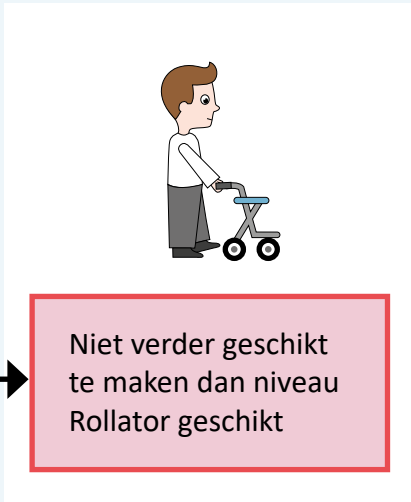 Niet verder geschikt
te maken dan niveau
Rollator geschikt